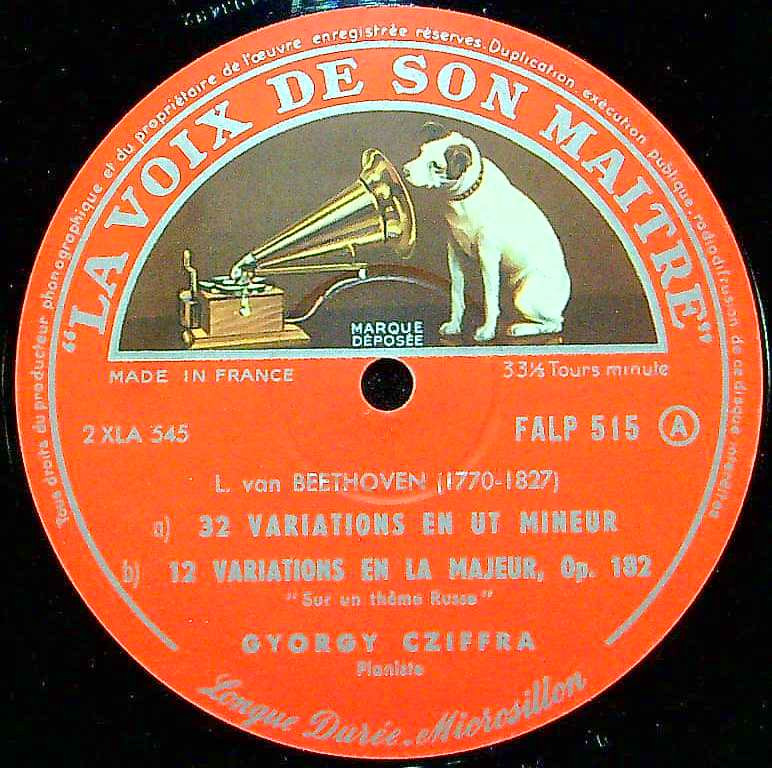 Tous droits du producteur phonographique et du propriétaire de l'œuvre enregistrée réservés. Duplication, exécution publique, radiodiffusion de ce disque interdites
"LA VOIX DE SON MAITRE"
MARQUE
DÉPOSÉE
MADE IN FRANCE
33⅓ Tours minute
2 XLA 545
FALP 515 A
L. van BEETHOVEN (1770-1827)
a) 32 VARIATIONS EN UT MINEUR
b) 12 VARIATIONS EN LA MAJEUR, Op. 182
"Sur un thème Russe"
GYORGY CZIFFRA
Pianiste
Longue Durée - Microsillon